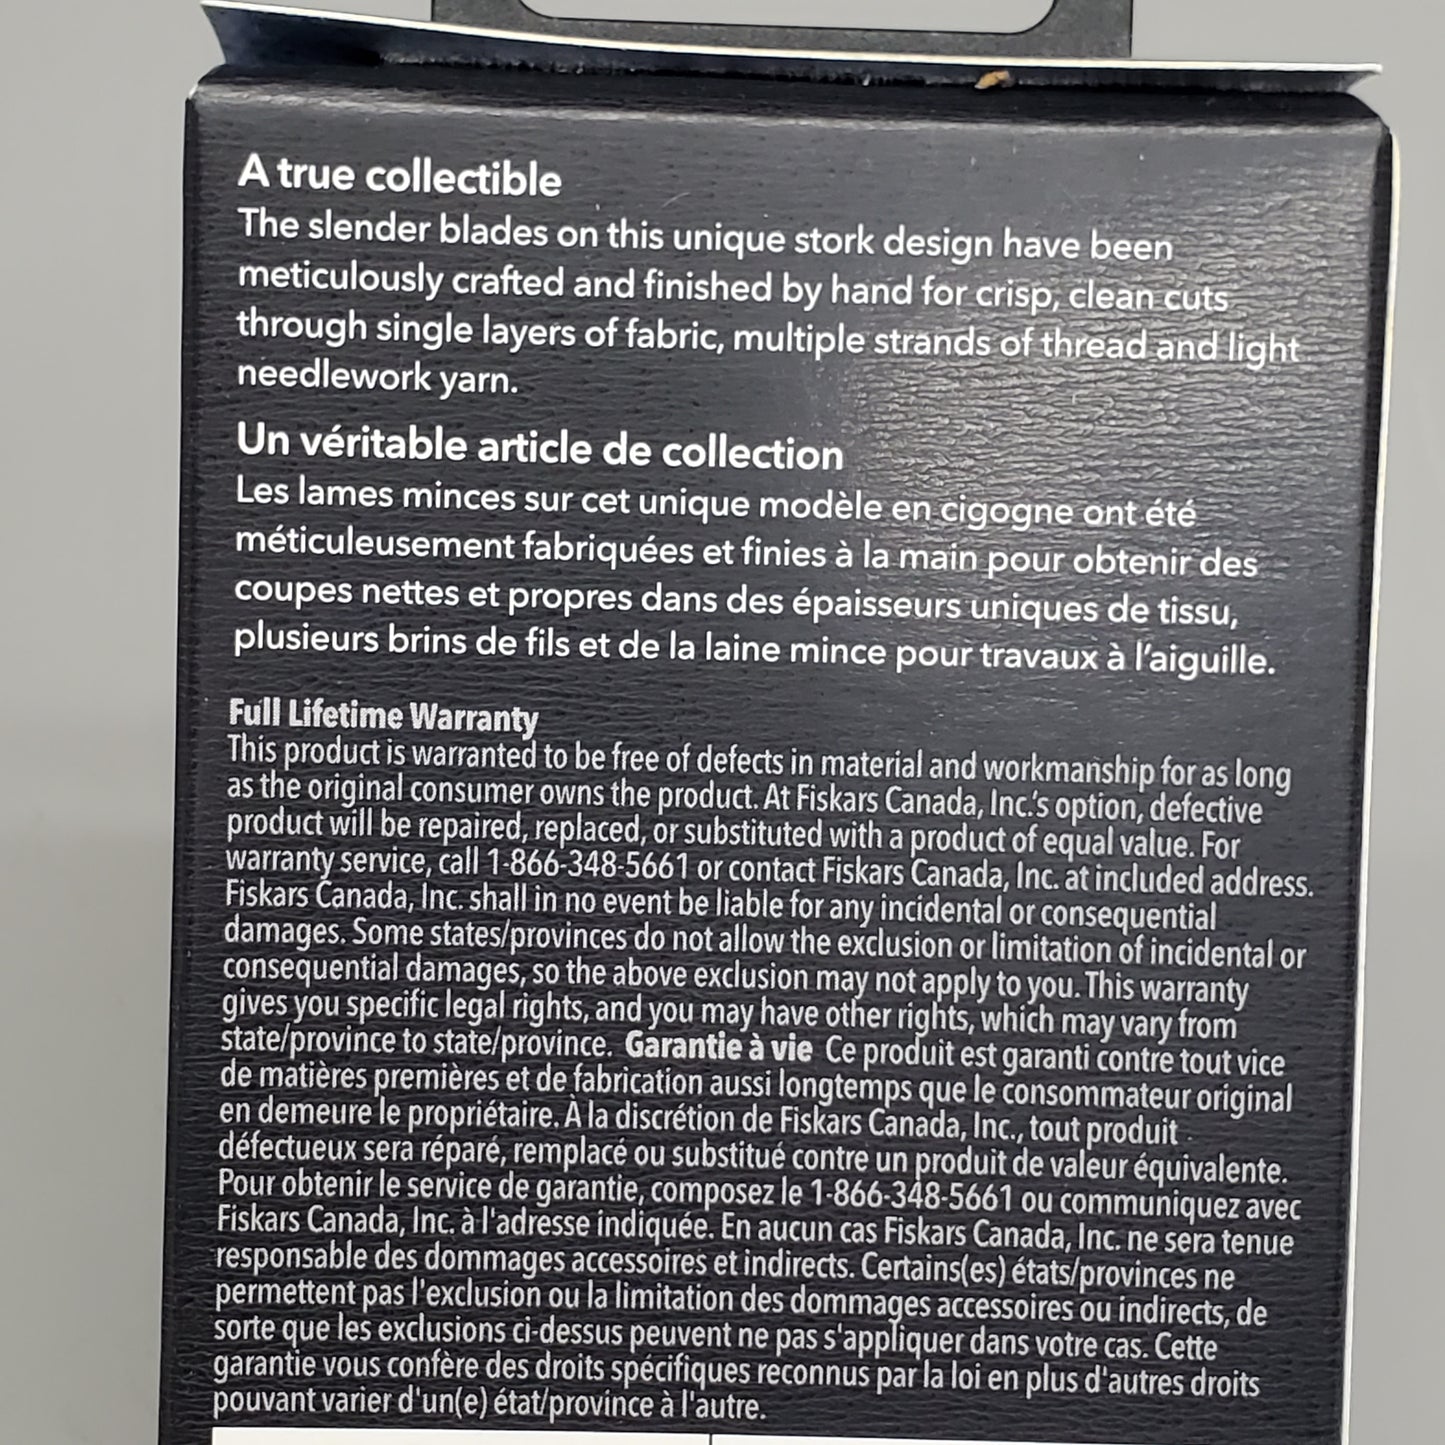 A true collectible
The slender blades on this unique stork design have been
meticulously crafted and finished by hand for crisp, clean cuts
through single layers of fabric, multiple strands of thread and light
needlework yarn.
Un véritable article de collection
Les lames minces sur cet unique modèle en cigogne ont été
méticuleusement fabriquées et finies à la main pour obtenir des
coupes nettes et propres dans des épaisseurs uniques de tissu,
plusieurs brins de fils et de la laine mince pour travaux à l'aiguille.
Full Lifetime Warranty
This product is warranted to be free of defects in material and workmanship for as long
as the original consumer owns the product. At Fiskars Canada, Inc.'s option, defective
product will be repaired, replaced, or substituted with a product of equal value. For
warranty service, call 1-866-348-5661 or contact Fiskars Canada, Inc. at included address.
Fiskars Canada, Inc. shall in no event be liable for any incidental or consequential
damages. Some states/provinces do not allow the exclusion or limitation of incidental or
consequential damages, so the above exclusion may not apply to you. This warranty
gives you specific legal rights, and you may have other rights, which may vary from
state/province to state/province. Garantie à vie Ce produit est garanti contre tout vice
de matières premières et de fabrication aussi longtemps que le consommateur original
en demeure le propriétaire. À la discrétion de Fiskars Canada, Inc., tout produit
défectueux sera réparé, remplacé ou substitué contre un produit de valeur équivalente.
Pour obtenir le service de garantie, composez le 1-866-348-5661 ou communiquez avec
Fiskars Canada, Inc. à l'adresse indiquée. En aucun cas Fiskars Canada, Inc. ne sera tenue
responsable des dommages accessoires et indirects. Certains(es) états/provinces ne
permettent pas l'exclusion ou la limitation des dommages accessoires ou indirects, de
sorte que les exclusions ci-dessus peuvent ne pas s'appliquer dans votre cas. Cette
garantie vous confère des droits spécifiques reconnus par la loi en plus d'autres droits
pouvant varier d'un(e) état/province à l'autre.